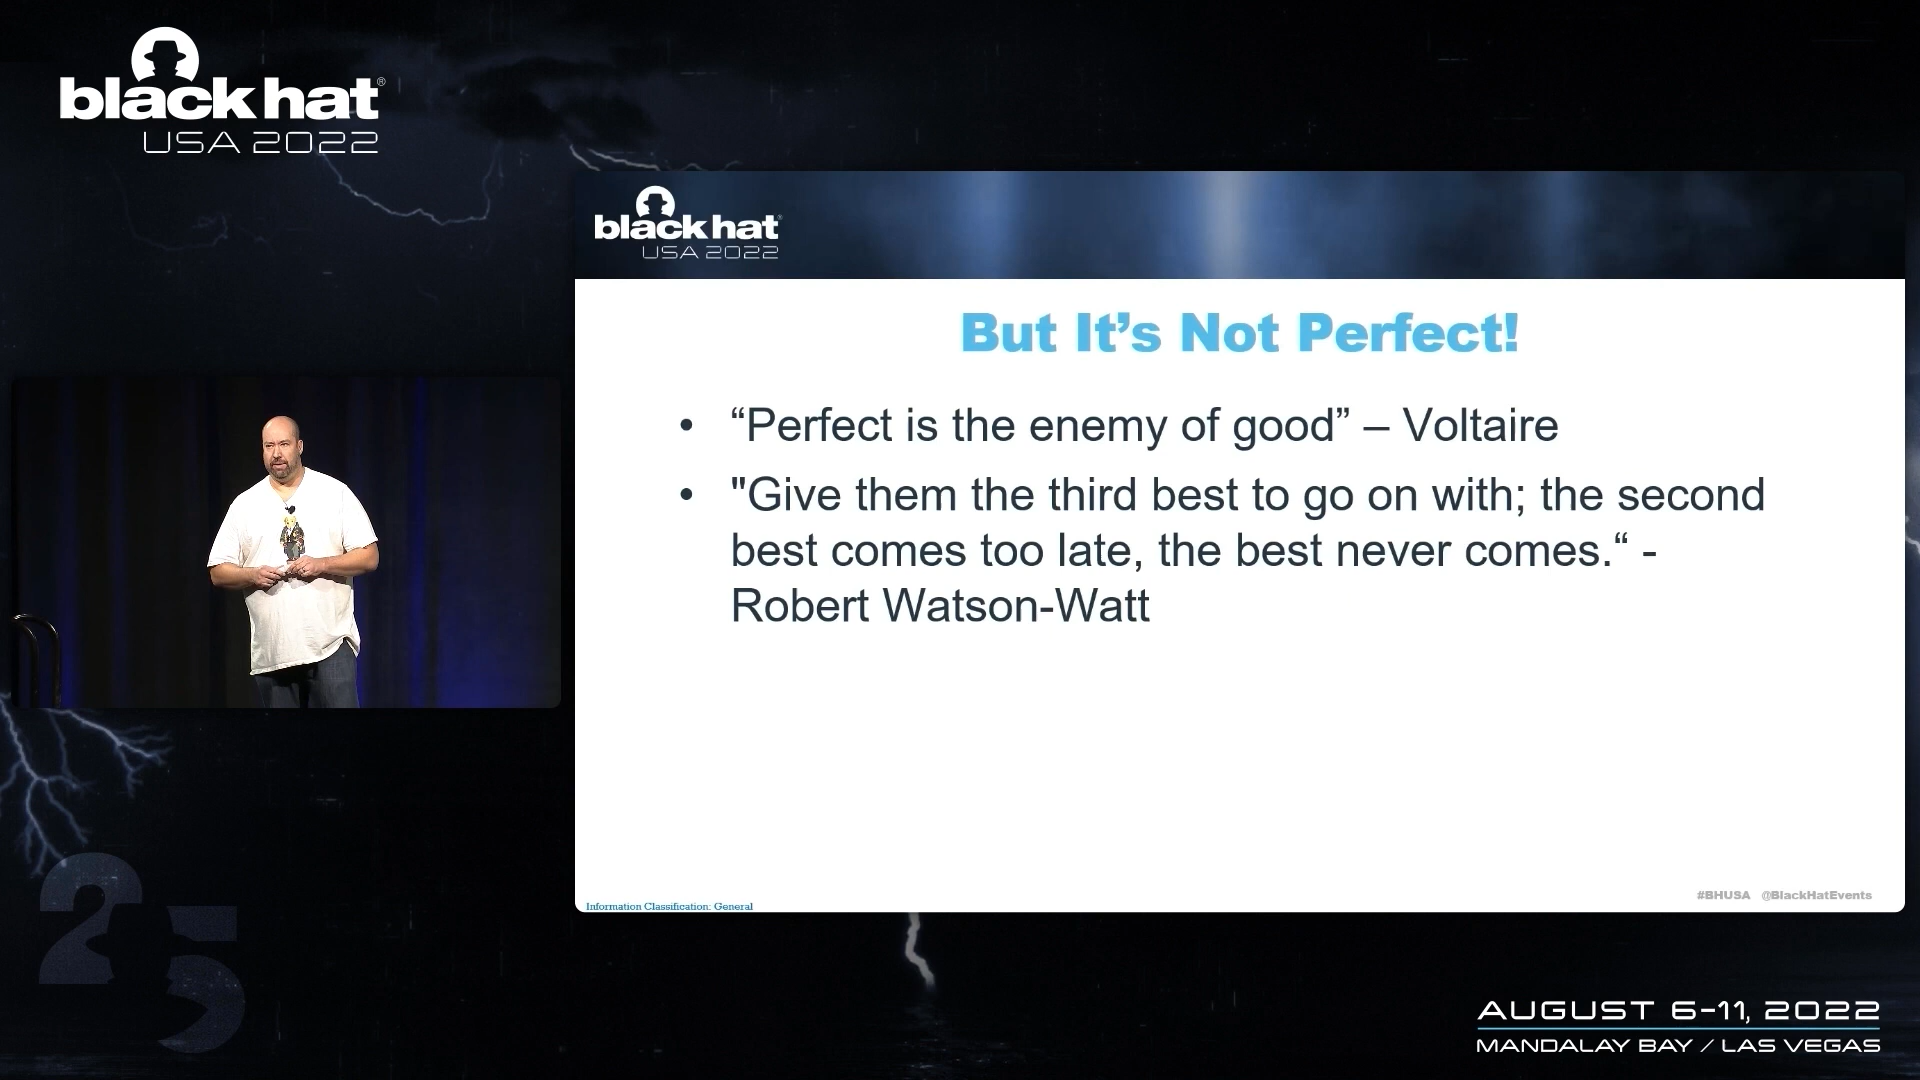 black hat®
USA 2022
black hat®
USA 2022
But It’s Not Perfect!
• “Perfect is the enemy of good” – Voltaire
• "Give them the third best to go on with; the second
best comes too late, the best never comes.“ -
Robert Watson-Watt
#BHUSA @BlackHatEvents
Information Classification: General
25
AUGUST 6-11, 2022
MANDALAY BAY / LAS VEGAS